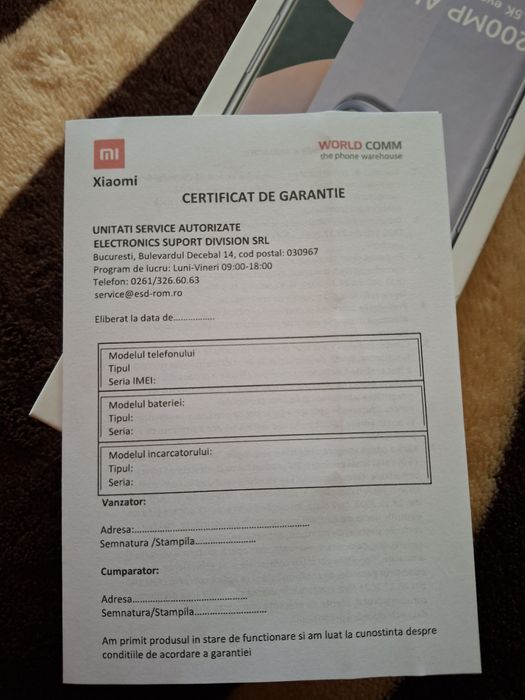 200MP AI
mi
WORLD COMM
the phone warehouse
Xiaomi
CERTIFICAT DE GARANTIE
UNITATI SERVICE AUTORIZATE
ELECTRONICS SUPORT DIVISION SRL
Bucuresti, Bulevardul Decebal 14, cod postal: 030967
Program de lucru: Luni-Vineri 09:00-18:00
Telefon: 0261/326.60.63
service@esd-rom.ro
Eliberat la data de................
Modelul telefonului
Tipul
Seria IMEI:
Modelul bateriei:
Tipul:
Seria:
Modelul incarcatorului:
Tipul:
Seria:
Vanzator:
Adresa:..............................................................
Semnatura /Stampila......................
Cumparator:
Adresa.........................................
Semnatura/Stampila..........................
Am primit produsul in stare de functionare si am luat la cunostinta despre
conditiile de acordare a garantiei